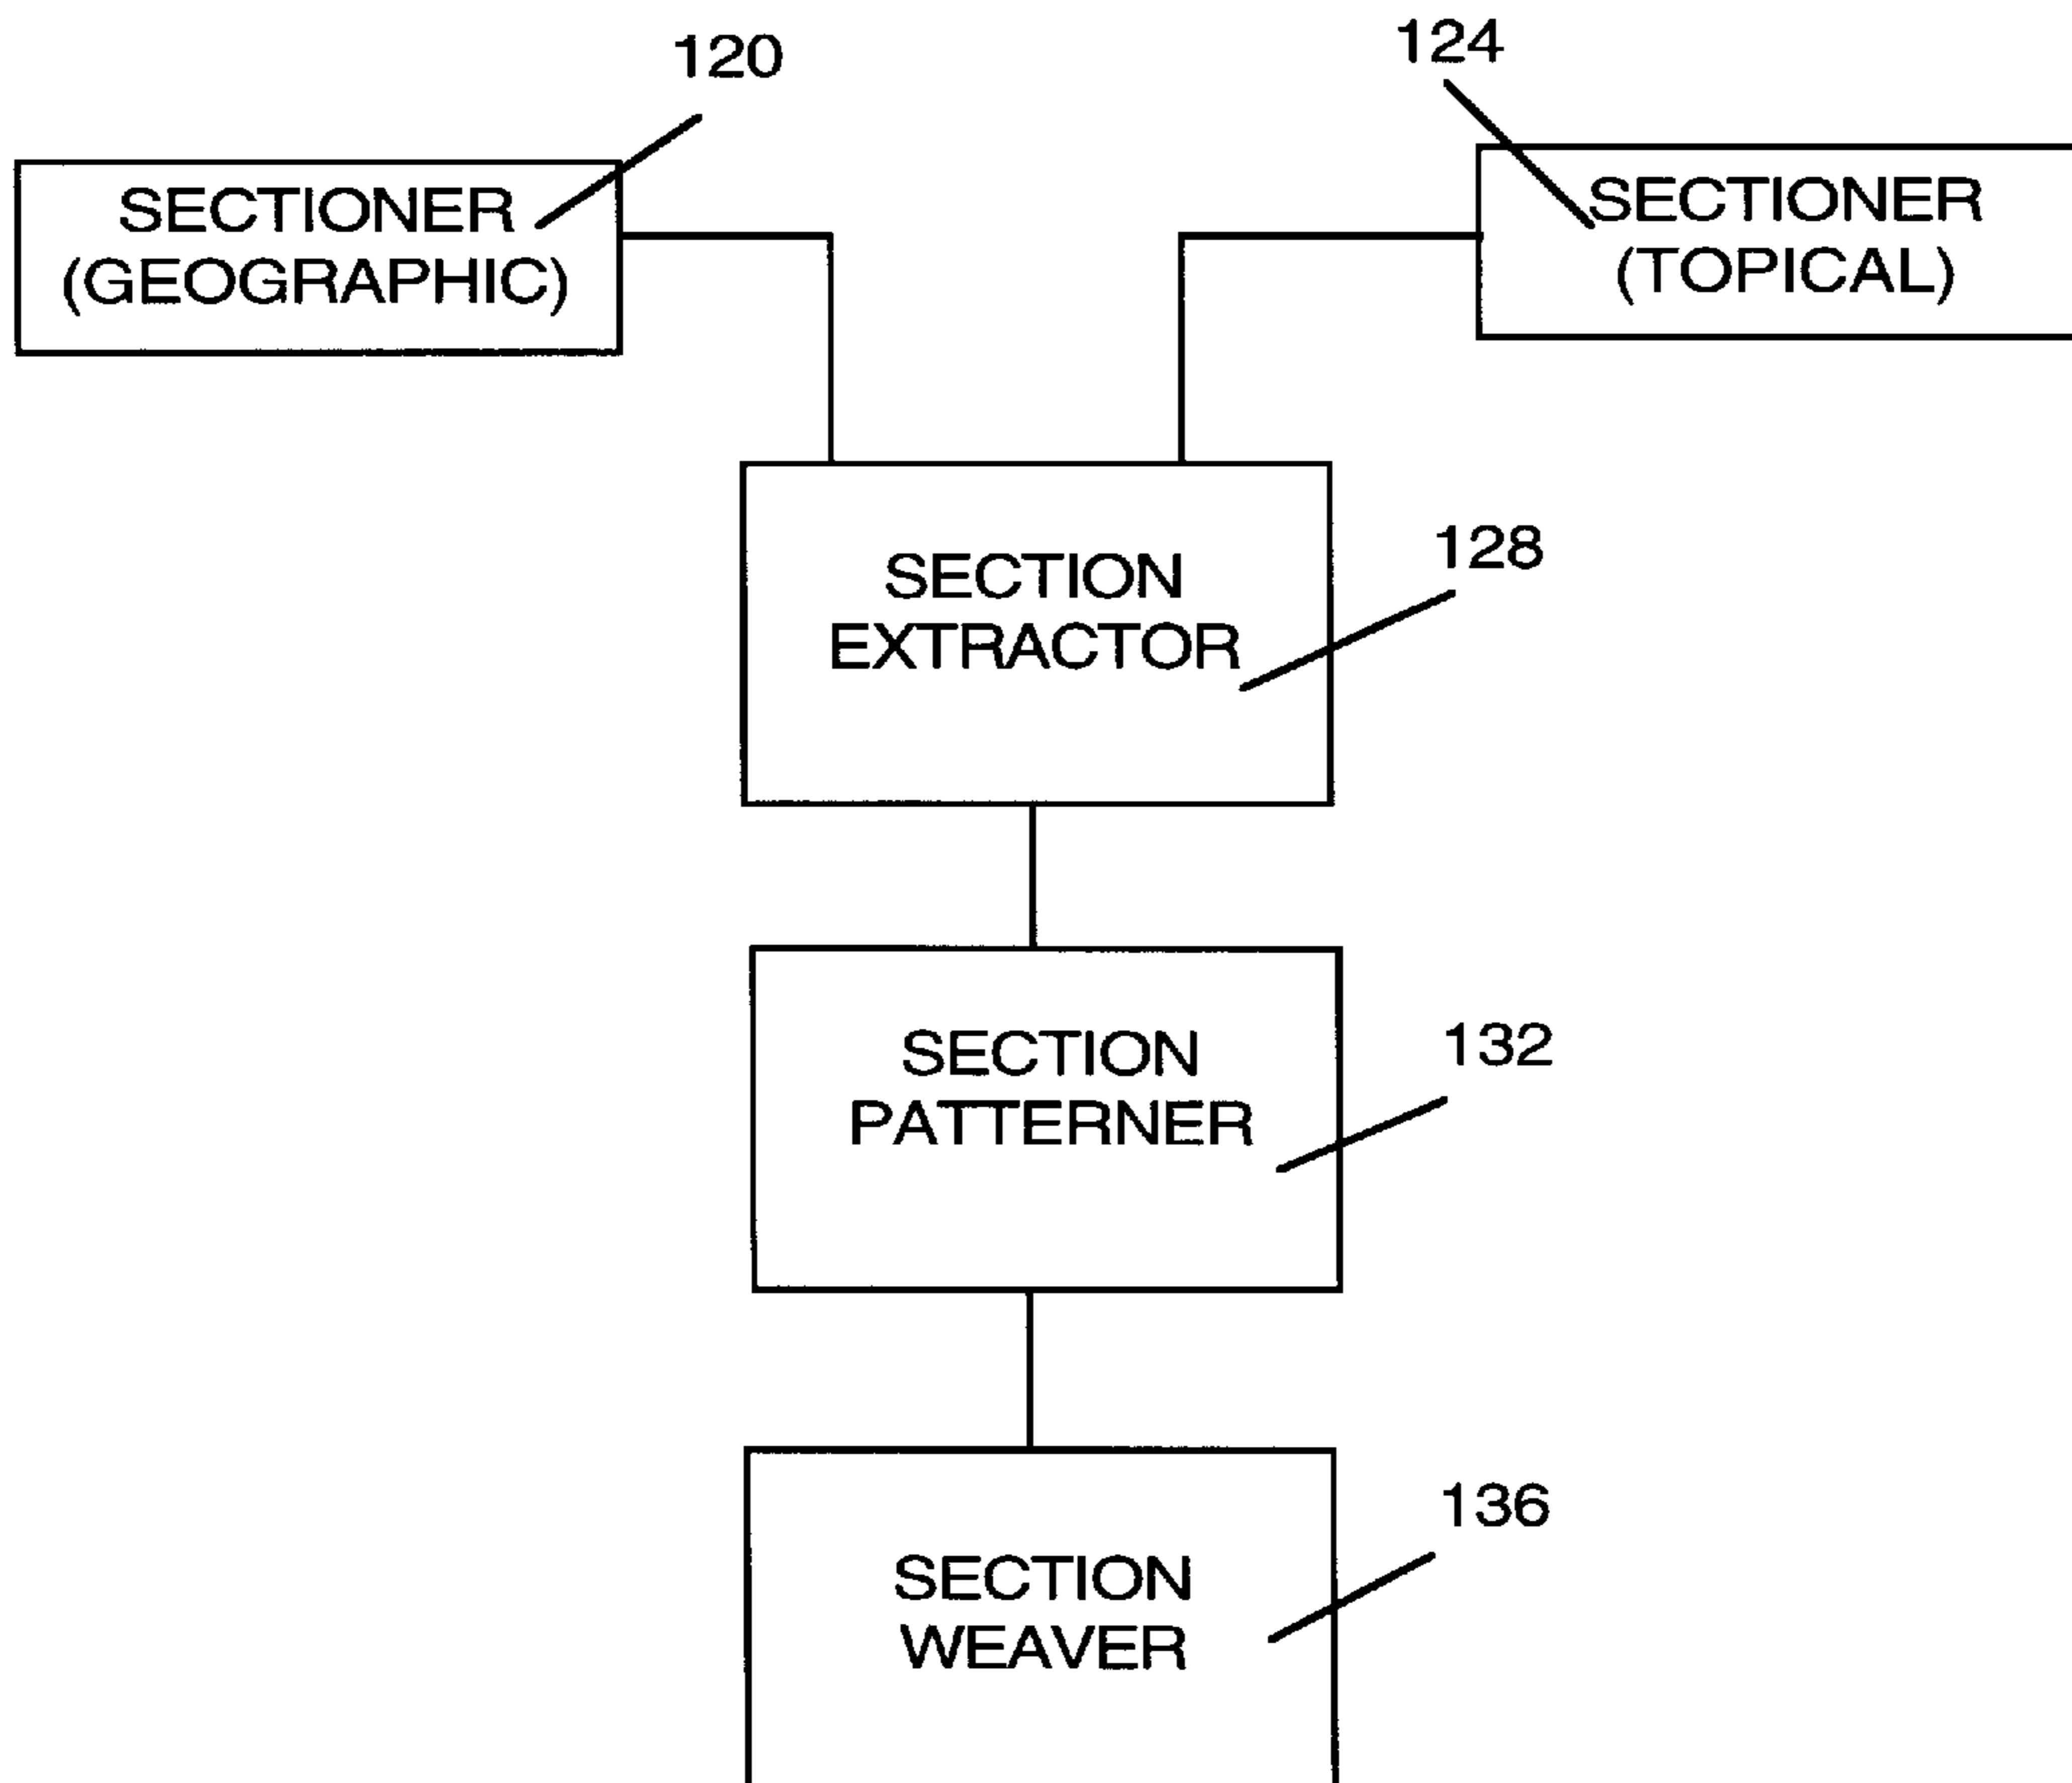 120
124
SECTIONER
(GEOGRAPHIC)
SECTIONER
(TOPICAL)
SECTION
EXTRACTOR
128
SECTION
PATTERNER
132
SECTION
WEAVER
136